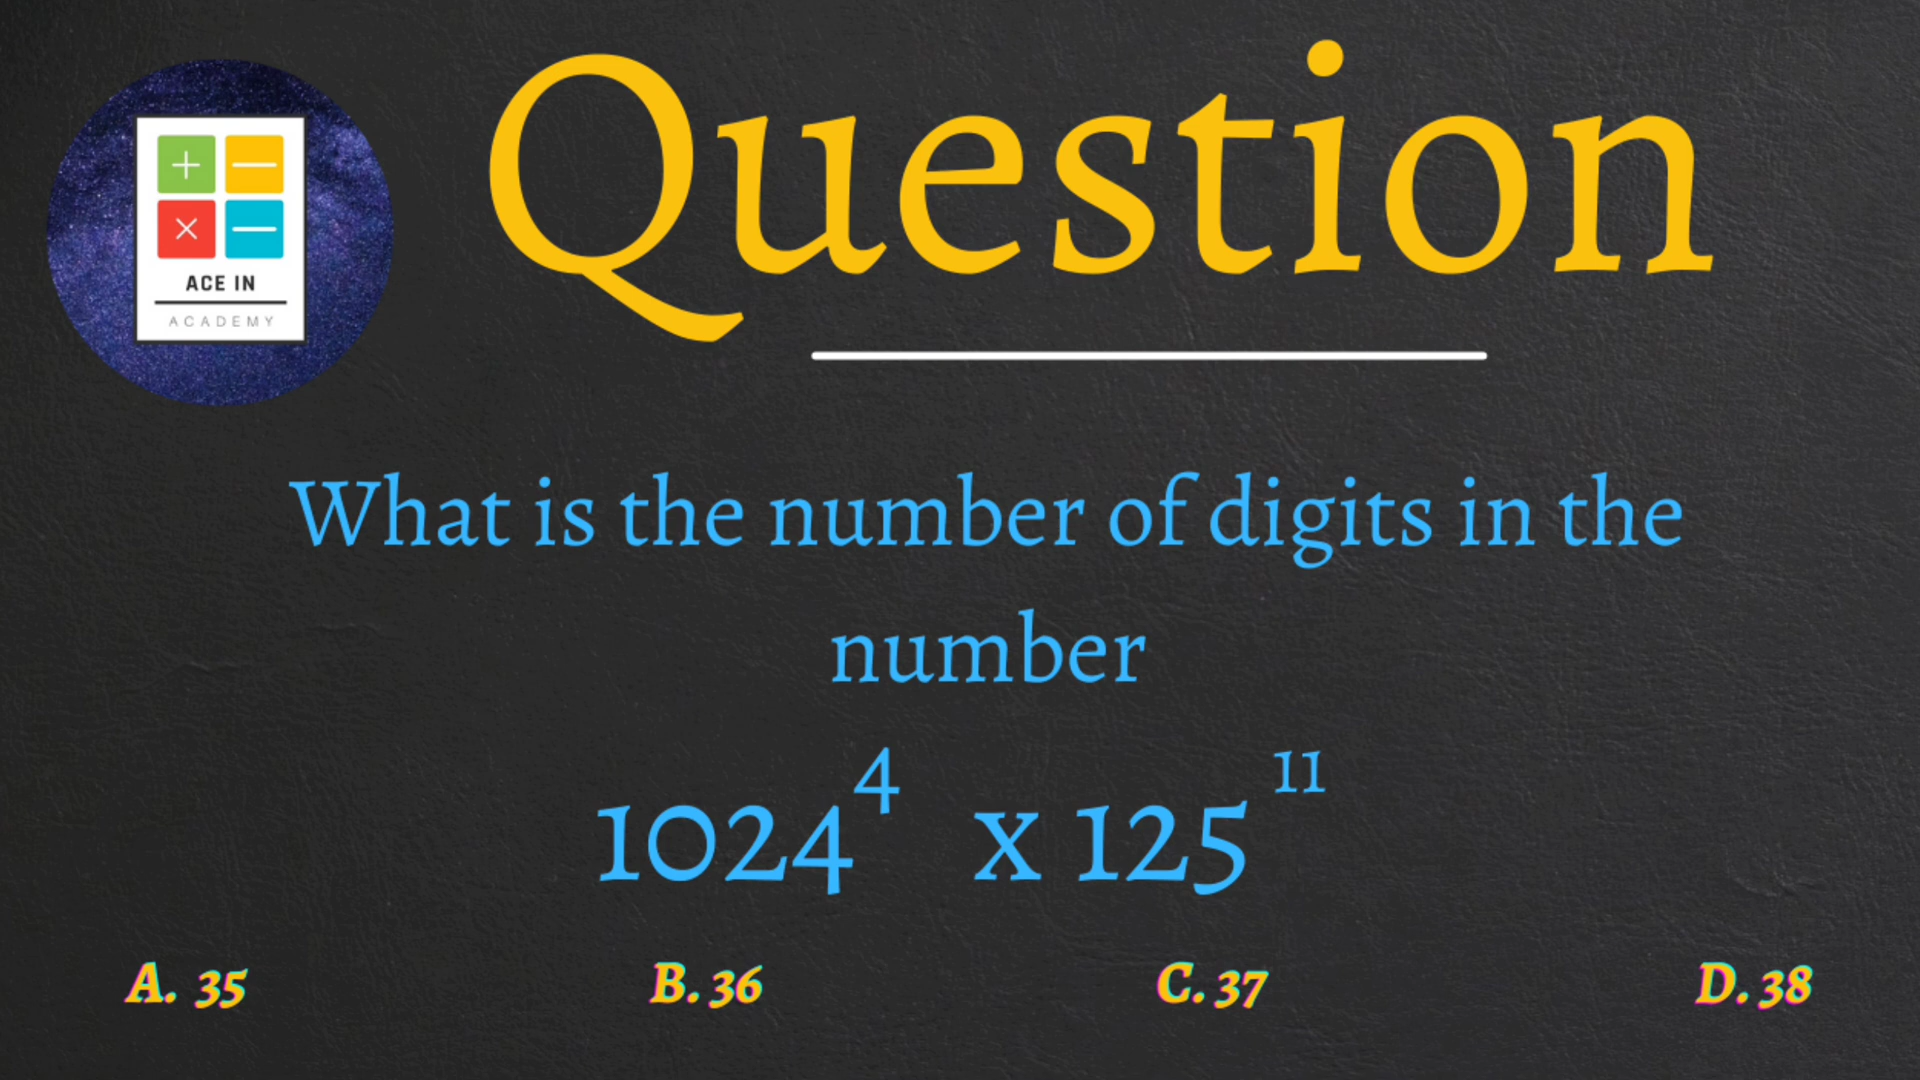 Question
+ —
× —
ACE IN
ACADEMY
What is the number of digits in the
number
1024⁴ x 125¹¹
A. 35 B. 36 C. 37 D. 38